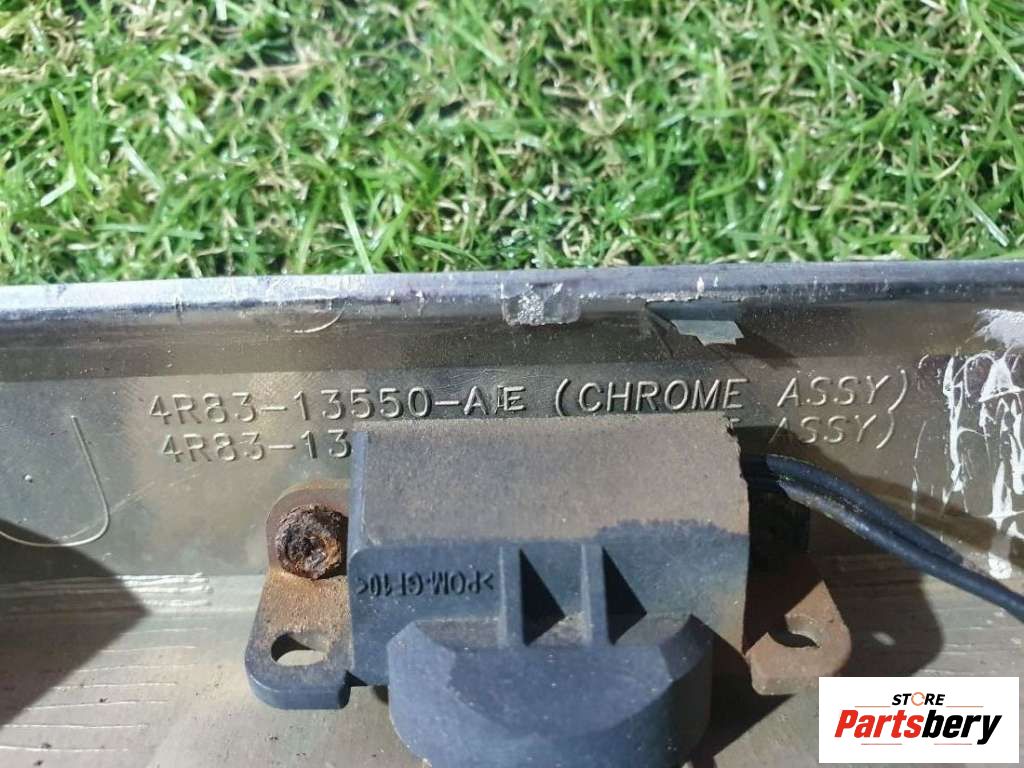 4R83-13550-AE (CHROME ASSY)
4R83-13 ASSY)
>POM-GF10<
STORE
Partsbery